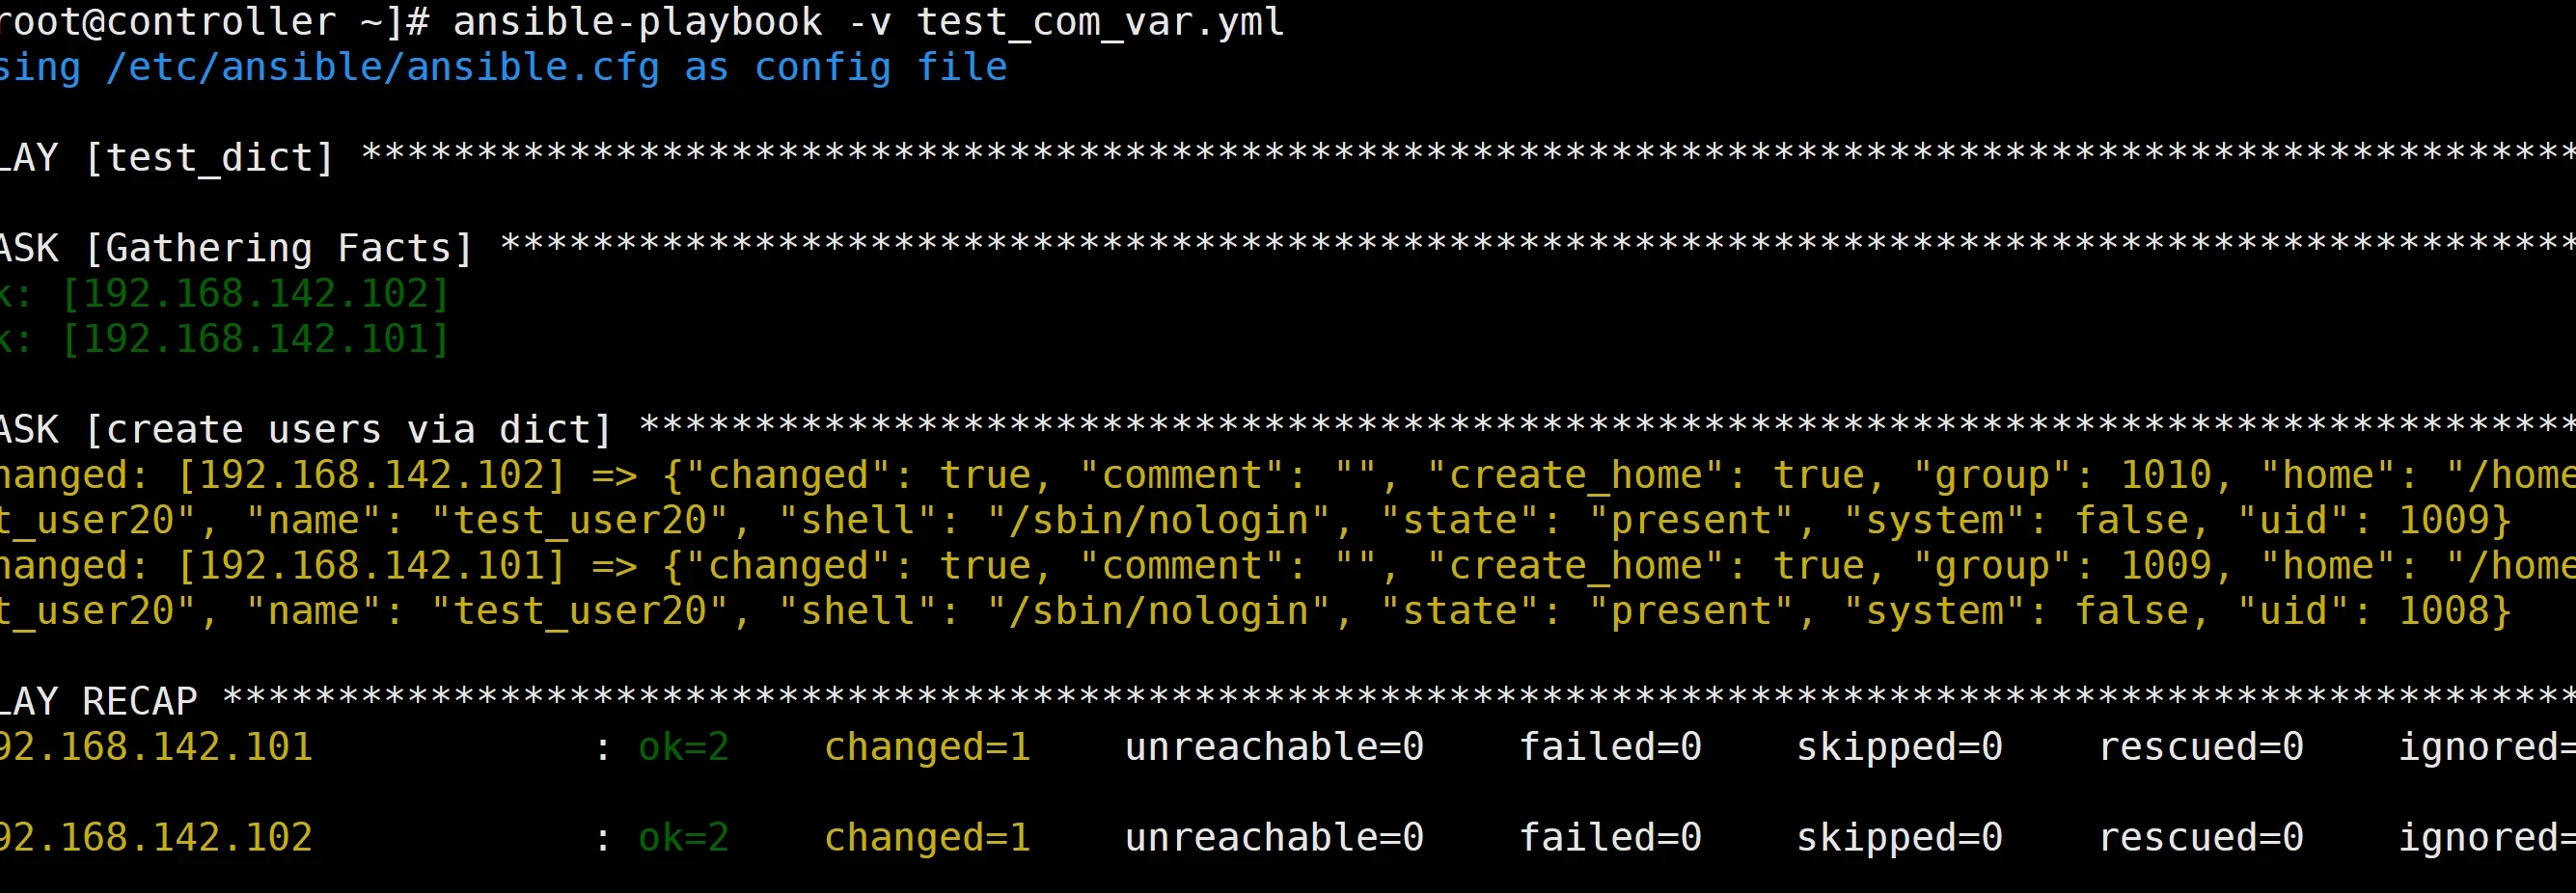 root@controller ~]# ansible-playbook -v test_com_var.yml
sing /etc/ansible/ansible.cfg as config file
LAY [test_dict] ************************************************************************************************
ASK [Gathering Facts] ******************************************************************************************
k: [192.168.142.102]
k: [192.168.142.101]
ASK [create users via dict] ************************************************************************************
hanged: [192.168.142.102] => {"changed": true, "comment": "", "create_home": true, "group": 1010, "home": "/home
t_user20", "name": "test_user20", "shell": "/sbin/nologin", "state": "present", "system": false, "uid": 1009}
hanged: [192.168.142.101] => {"changed": true, "comment": "", "create_home": true, "group": 1009, "home": "/home
t_user20", "name": "test_user20", "shell": "/sbin/nologin", "state": "present", "system": false, "uid": 1008}
LAY RECAP ******************************************************************************************************
92.168.142.101            : ok=2    changed=1    unreachable=0    failed=0    skipped=0    rescued=0    ignored=
92.168.142.102            : ok=2    changed=1    unreachable=0    failed=0    skipped=0    rescued=0    ignored=